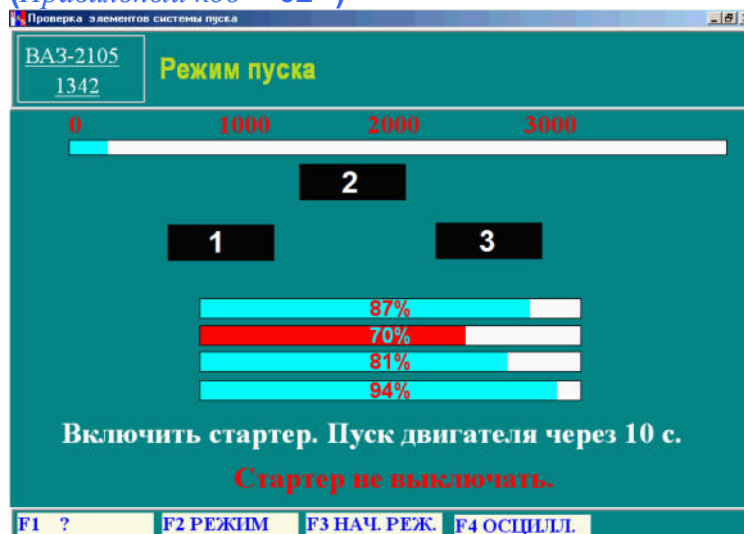 Проверка элементов системы пуска
ВАЗ-2105
1342
Режим пуска
0 1000 2000 3000
2
1 3
87%
70%
81%
94%
Включить стартер. Пуск двигателя через 10 с.
Стартер не выключать.
F1 ? F2 РЕЖИМ F3 НАЧ. РЕЖ. F4 ОСЦИЛЛ.